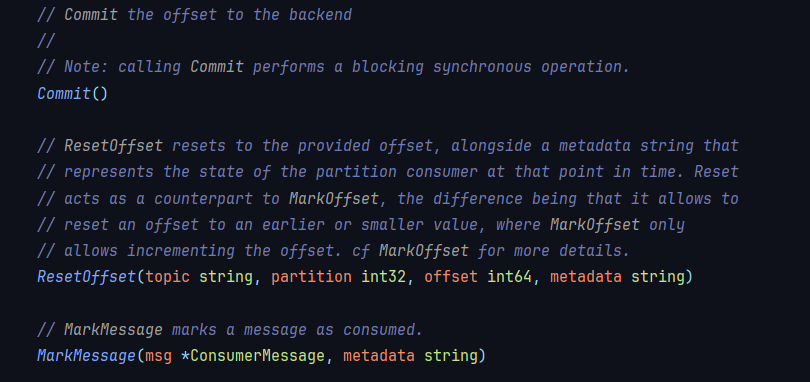 // Commit the offset to the backend
//
// Note: calling Commit performs a blocking synchronous operation.
Commit()
// ResetOffset resets to the provided offset, alongside a metadata string that
// represents the state of the partition consumer at that point in time. Reset
// acts as a counterpart to MarkOffset, the difference being that it allows to
// reset an offset to an earlier or smaller value, where MarkOffset only
// allows incrementing the offset. cf MarkOffset for more details.
ResetOffset(topic string, partition int32, offset int64, metadata string)
// MarkMessage marks a message as consumed.
MarkMessage(msg *ConsumerMessage, metadata string)